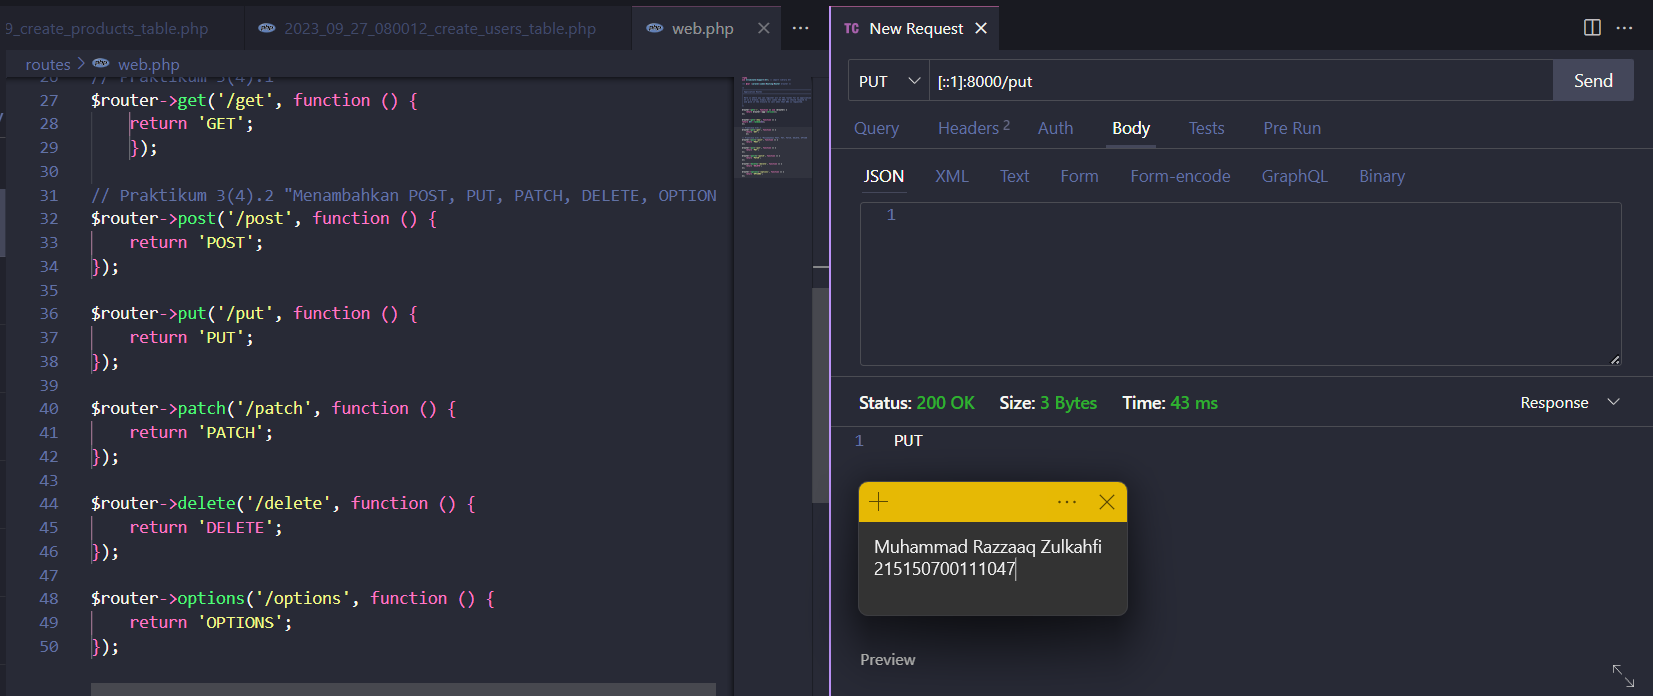 9_create_products_table.php
php 2023_09_27_080012_create_users_table.php
php web.php
TC New Request
routes > php web.php
26 // Praktikum 3(4).1
27 $router->get('/get', function () {
28 return 'GET';
29 });
30
31 // Praktikum 3(4).2 "Menambahkan POST, PUT, PATCH, DELETE, OPTION
32 $router->post('/post', function () {
33 return 'POST';
34 });
35
36 $router->put('/put', function () {
37 return 'PUT';
38 });
39
40 $router->patch('/patch', function () {
41 return 'PATCH';
42 });
43
44 $router->delete('/delete', function () {
45 return 'DELETE';
46 });
47
48 $router->options('/options', function () {
49 return 'OPTIONS';
50 });
PUT [::1]:8000/put Send
Query Headers 2 Auth Body Tests Pre Run
JSON XML Text Form Form-encode GraphQL Binary
1
Status: 200 OK Size: 3 Bytes Time: 43 ms Response
1 PUT
Muhammad Razzaaq Zulkahfi
215150700111047
Preview